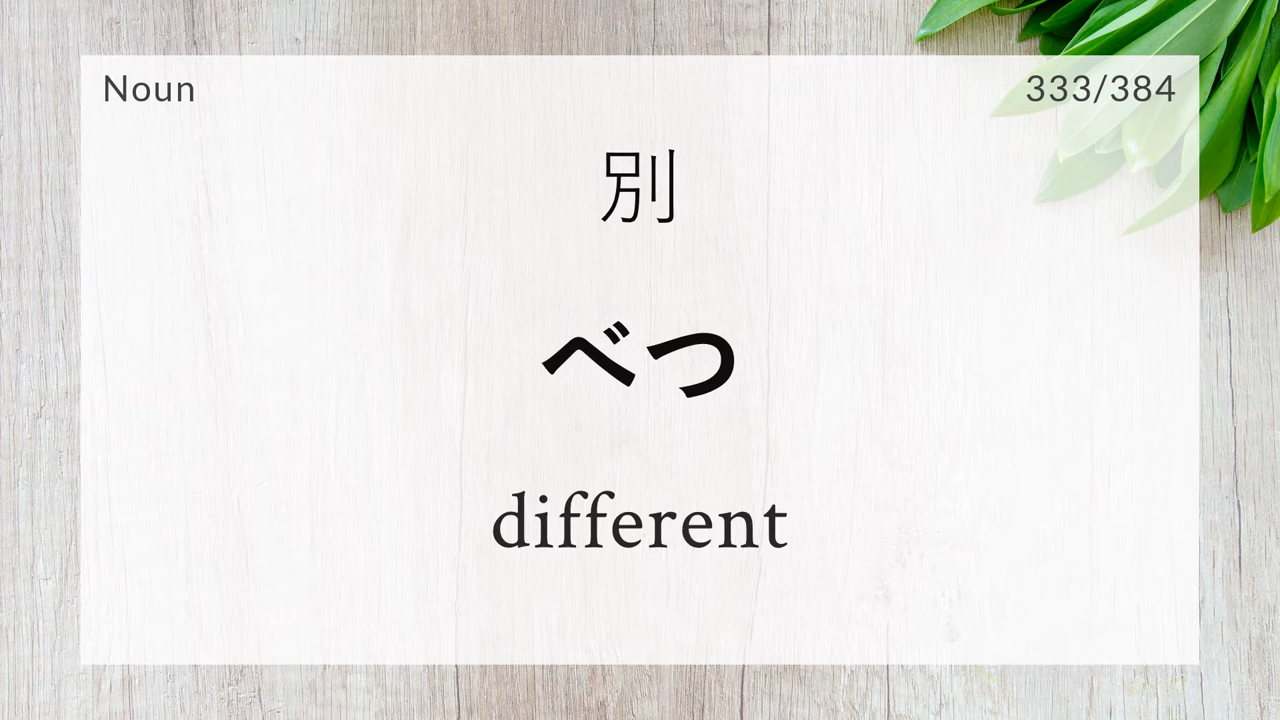 Noun
333/384
別
べつ
different